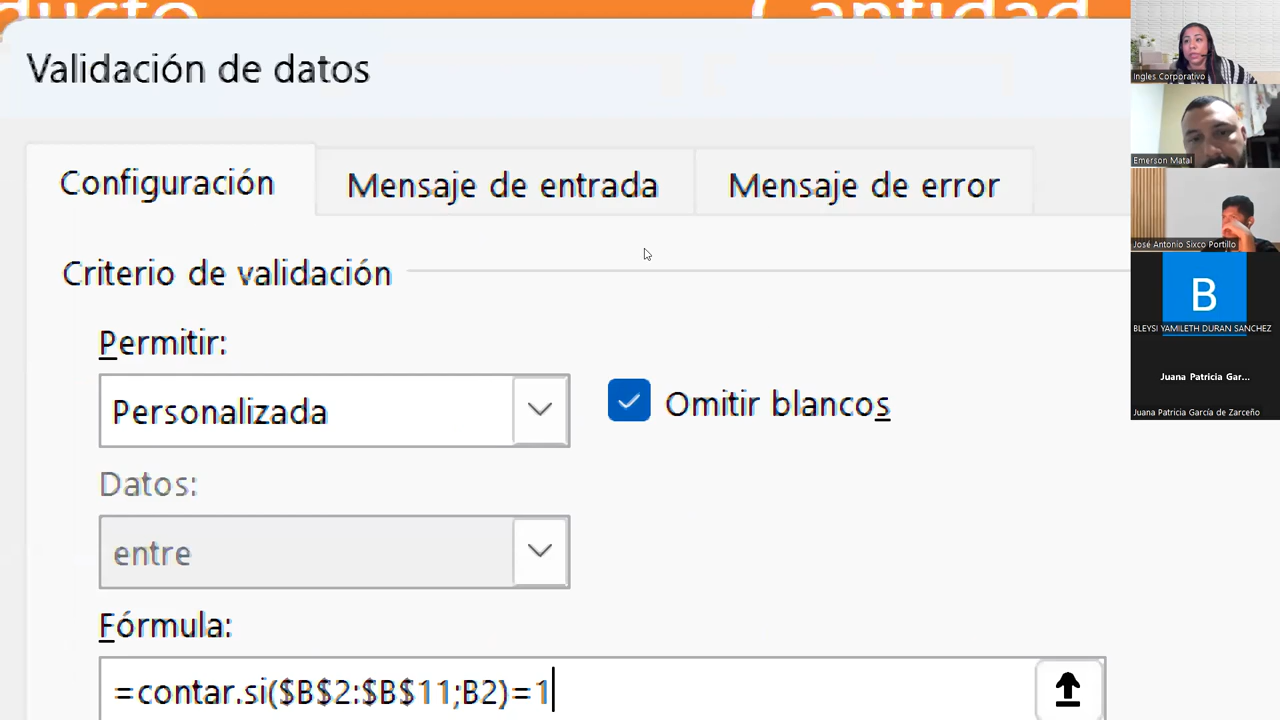 ducto Cantidad
Validación de datos
Configuración Mensaje de entrada Mensaje de error
Criterio de validación
Permitir:
Personalizada
Omitir blancos
Datos:
entre
Fórmula:
=contar.si($B$2:$B$11;B2)=1
Ingles Corporativo
Emerson Matal
José Antonio Sixco Portillo
B
BLEYSI YAMILETH DURAN SANCHEZ
Juana Patricia Gar...
Juana Patricia García de Zarceño